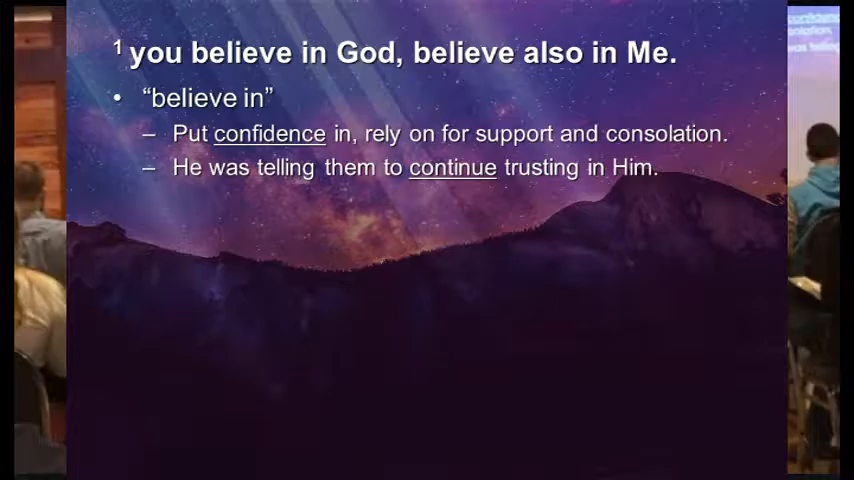 1 you believe in God, believe also in Me.
• “believe in”
– Put confidence in, rely on for support and consolation.
– He was telling them to continue trusting in Him.